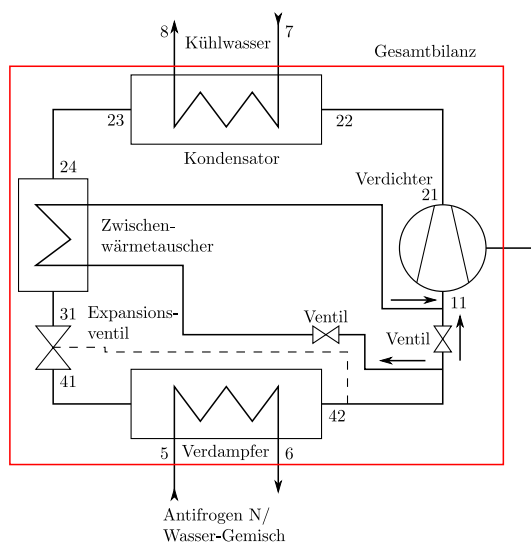 8
Kühlwasser
7
Gesamtbilanz
23
22
Kondensator
24
Verdichter
21
Zwischen-
wärmetauscher
31
Expansions-
ventil
Ventil
11
Ventil
41
42
5
Verdampfer
6
Antifrogen N/
Wasser-Gemisch